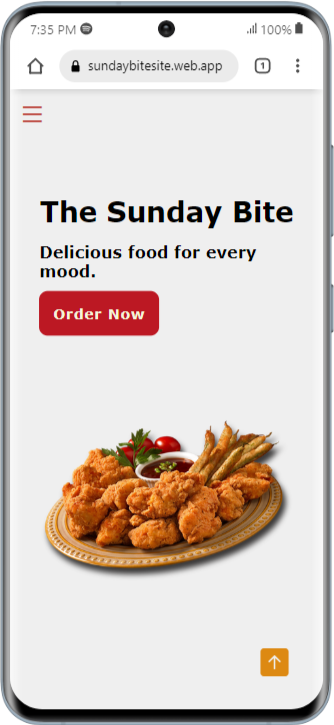 7:35 PM 100%
sundaybitesite.web.app 1
The Sunday Bite
Delicious food for every
mood.
Order Now